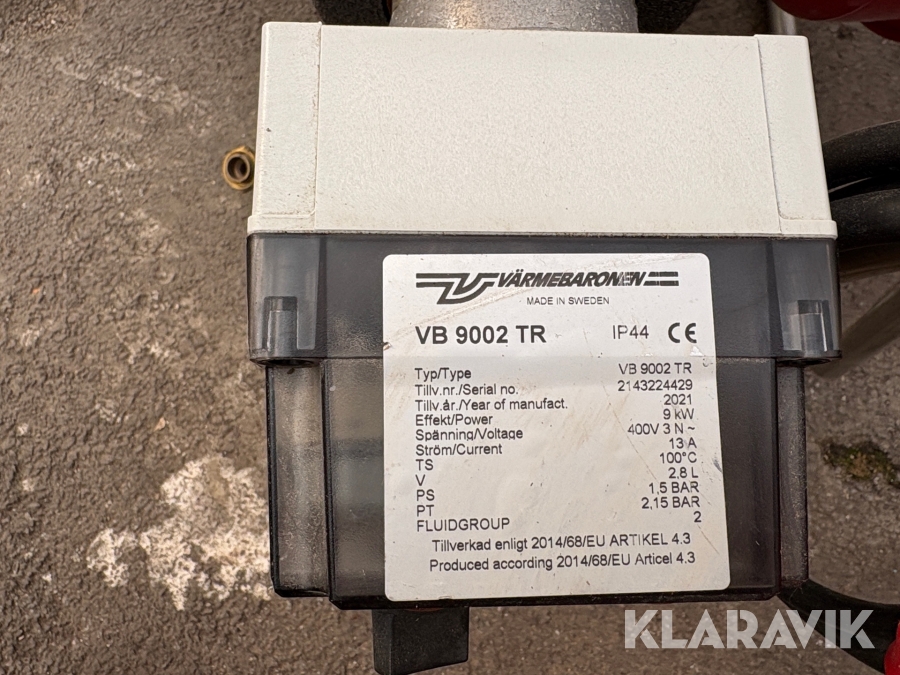 VÄRMEBARONEN
MADE IN SWEDEN
VB 9002 TR IP44 CE
Typ/Type VB 9002 TR
Tillv.nr./Serial no. 2143224429
Tillv.år./Year of manufact. 2021
Effekt/Power 9 kW
Spänning/Voltage 400V 3 N ~
Ström/Current 13 A
TS 100°C
V 2,8 L
PS 1,5 BAR
PT 2,15 BAR
FLUIDGROUP 2
Tillverkad enligt 2014/68/EU ARTIKEL 4.3
Produced according 2014/68/EU Articel 4.3
KLARAVIK